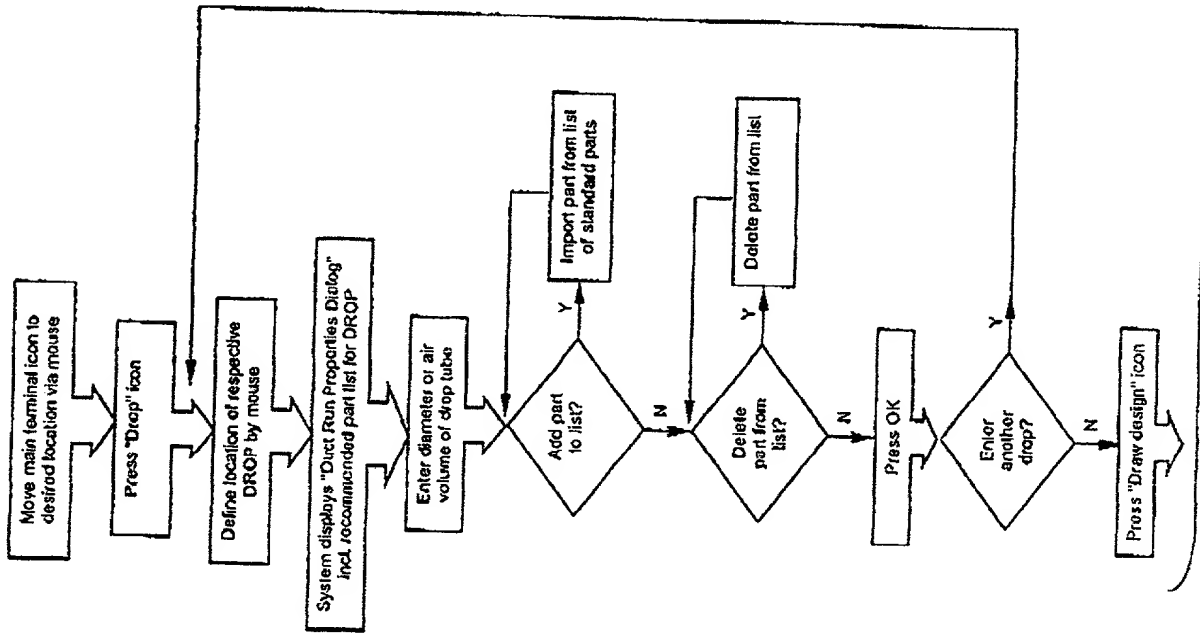 Move main terminal icon to
desired location via mouse
Press "Drop" icon
Define location of respective
DROP by mouse
System displays "Duct Run Properties Dialog"
incl. recommended part list for DROP
Enter diameter or air
volume of drop tube
Add part
to list?
Y
Import part from list
of standard parts
N
Delete
part from
list?
Y
Delete part from list
N
Press OK
Enter
another
drop?
Y
N
Press "Draw design" icon